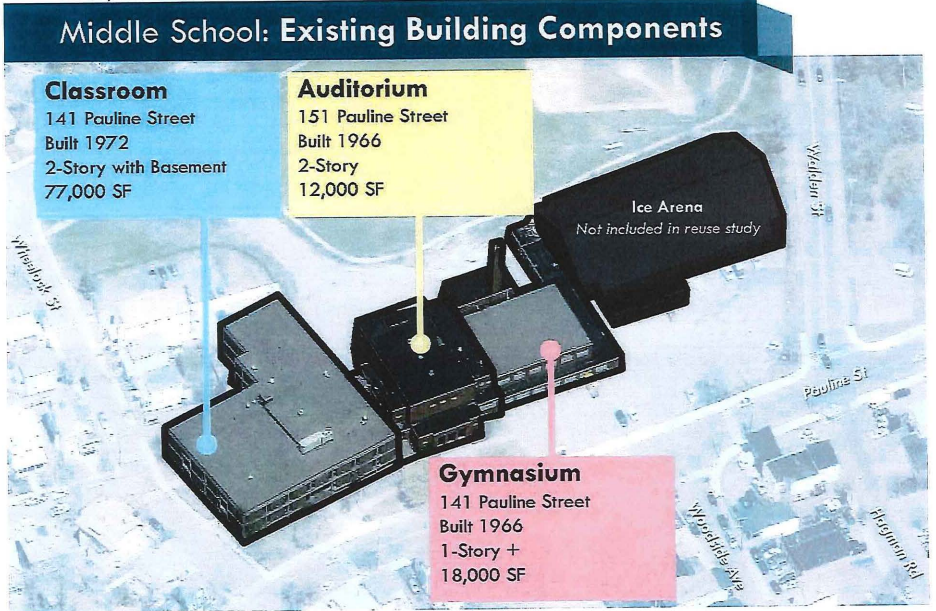 Middle School: Existing Building Components
Classroom
141 Pauline Street
Built 1972
2-Story with Basement
77,000 SF
Auditorium
151 Pauline Street
Built 1966
2-Story
12,000 SF
Ice Arena
Not included in reuse study
Walden St
Wheelock St
Pauline St
Gymnasium
141 Pauline Street
Built 1966
1-Story +
18,000 SF
Woodside Ave
Hagman Rd